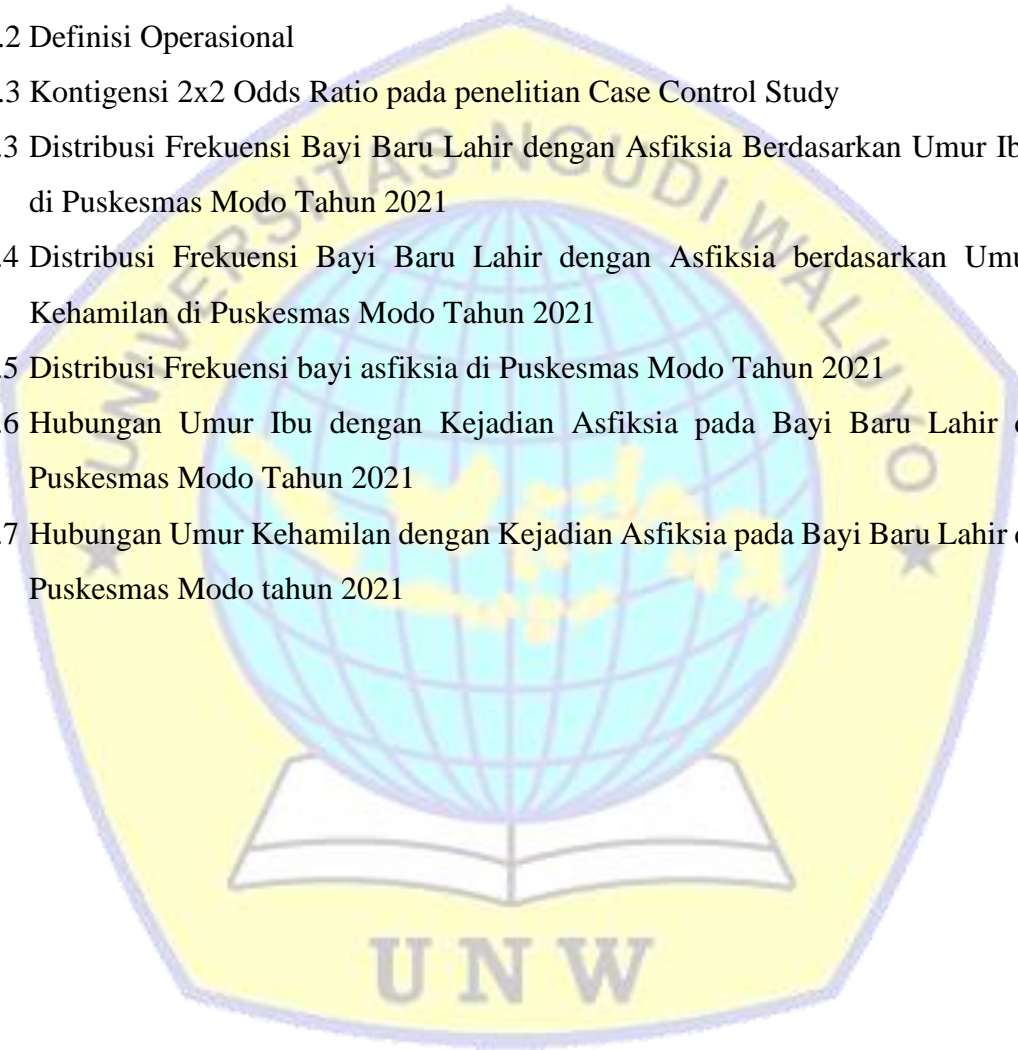 .2 Definisi Operasional
.3 Kontigensi 2x2 Odds Ratio pada penelitian Case Control Study
.3 Distribusi Frekuensi Bayi Baru Lahir dengan Asfiksia Berdasarkan Umur Ib
di Puskesmas Modo Tahun 2021
.4 Distribusi Frekuensi Bayi Baru Lahir dengan Asfiksia berdasarkan Umu
Kehamilan di Puskesmas Modo Tahun 2021
.5 Distribusi Frekuensi bayi asfiksia di Puskesmas Modo Tahun 2021
.6 Hubungan Umur Ibu dengan Kejadian Asfiksia pada Bayi Baru Lahir d
Puskesmas Modo Tahun 2021
.7 Hubungan Umur Kehamilan dengan Kejadian Asfiksia pada Bayi Baru Lahir d
Puskesmas Modo tahun 2021
UNIVERSITAS NGUDI WALUYO
UNW